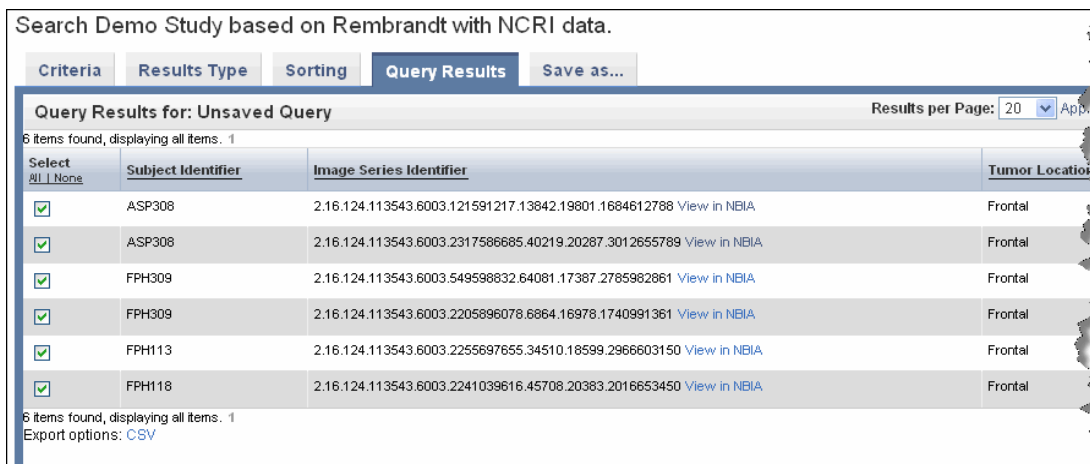 Search Demo Study based on Rembrandt with NCRI data.
Criteria Results Type Sorting Query Results Save as...
Query Results for: Unsaved Query Results per Page: 20 App
6 items found, displaying all items. 1
Select
All | None Subject Identifier Image Series Identifier Tumor Location
ASP308 2.16.124.113543.6003.121591217.13842.19801.1684612788 View in NBIA Frontal
ASP308 2.16.124.113543.6003.2317586685.40219.20287.3012655789 View in NBIA Frontal
FPH309 2.16.124.113543.6003.549598832.64081.17387.2785982861 View in NBIA Frontal
FPH309 2.16.124.113543.6003.2205896078.6864.16978.1740991361 View in NBIA Frontal
FPH113 2.16.124.113543.6003.2255697655.34510.18599.2966603150 View in NBIA Frontal
FPH118 2.16.124.113543.6003.2241039616.45708.20383.2016653450 View in NBIA Frontal
6 items found, displaying all items. 1
Export options: CSV